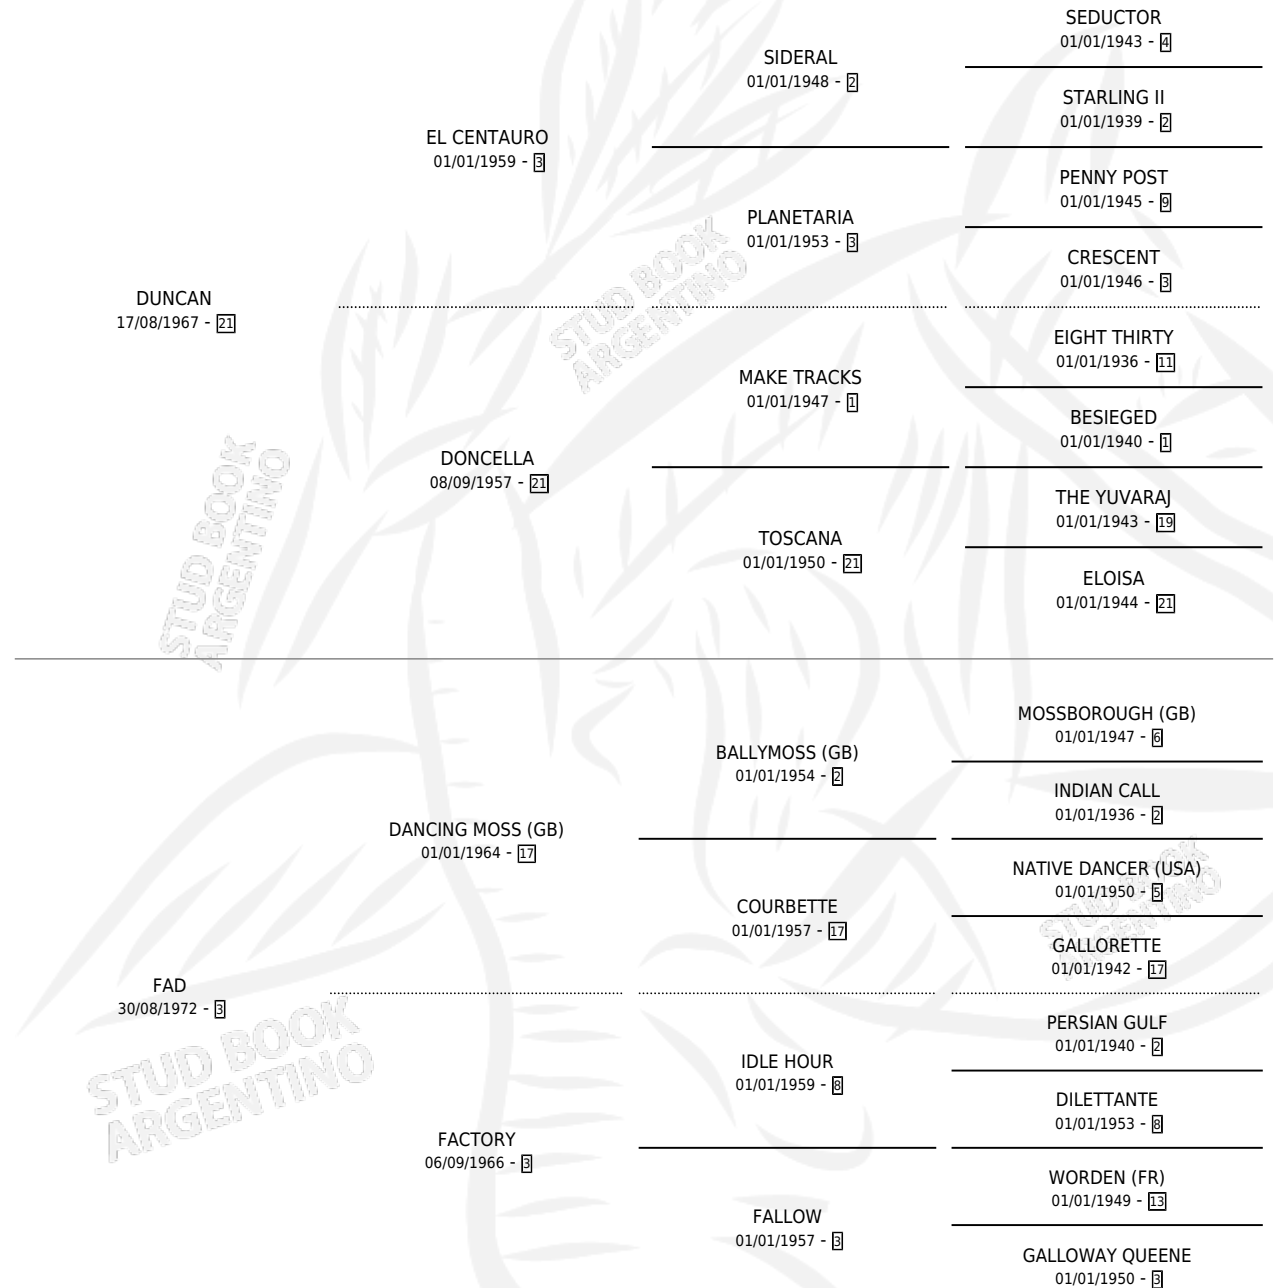 DUNCAN
17/08/1967 - 21
EL CENTAURO
01/01/1959 - 3
SIDERAL
01/01/1948 - 2
SEDUCTOR
01/01/1943 - 4
STARLING II
01/01/1939 - 2
PLANETARIA
01/01/1953 - 3
PENNY POST
01/01/1945 - 9
CRESCENT
01/01/1946 - 3
DONCELLA
08/09/1957 - 21
MAKE TRACKS
01/01/1947 - 1
EIGHT THIRTY
01/01/1936 - 11
BESIEGED
01/01/1940 - 1
TOSCANA
01/01/1950 - 21
THE YUVARAJ
01/01/1943 - 19
ELOISA
01/01/1944 - 21
FAD
30/08/1972 - 3
DANCING MOSS (GB)
01/01/1964 - 17
BALLYMOSS (GB)
01/01/1954 - 2
MOSSBOROUGH (GB)
01/01/1947 - 6
INDIAN CALL
01/01/1936 - 2
COURBETTE
01/01/1957 - 17
NATIVE DANCER (USA)
01/01/1950 - 5
GALLORETTE
01/01/1942 - 17
FACTORY
06/09/1966 - 3
IDLE HOUR
01/01/1959 - 8
PERSIAN GULF
01/01/1940 - 2
DILETTANTE
01/01/1953 - 8
FALLOW
01/01/1957 - 3
WORDEN (FR)
01/01/1949 - 13
GALLOWAY QUEENE
01/01/1950 - 3
STUD BOOK
ARGENTINO
STUD BOOK
ARGENTINO
STUD BOOK
ARGENTINO
STUD BOOK
ARGENTINO